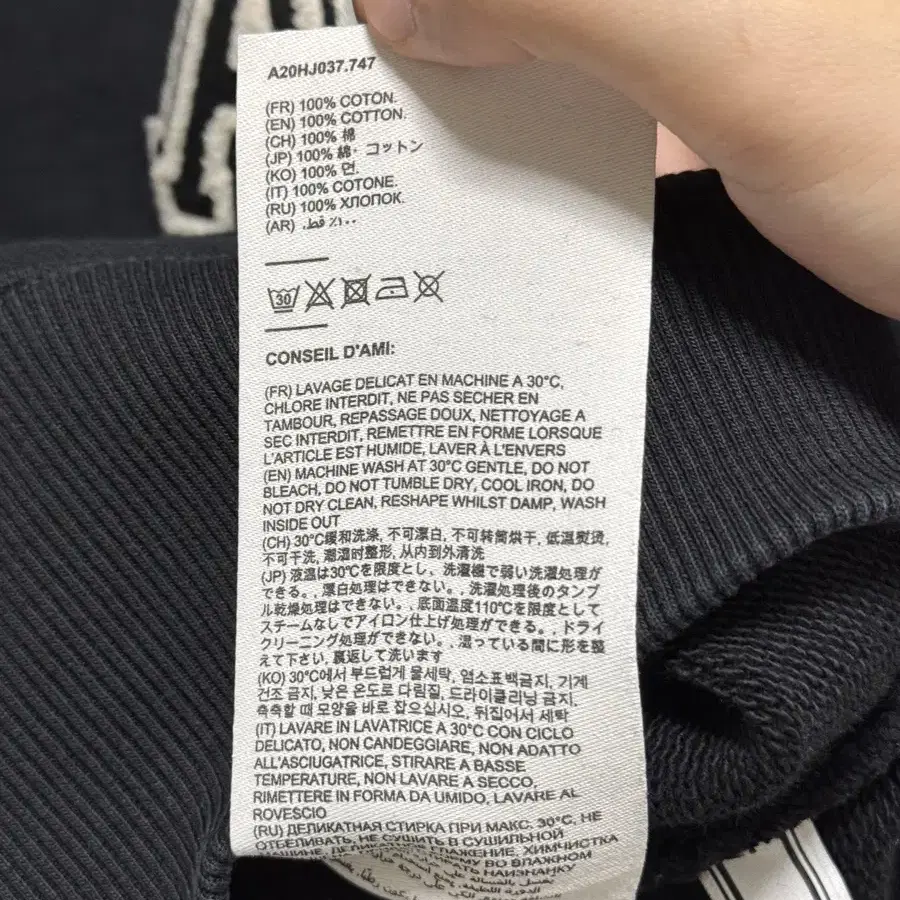 A20HJ037.747
(FR) 100% COTON.
(EN) 100% COTTON.
(CH) 100% 棉
(JP) 100% 綿・コットン
(KO) 100% 면.
(IT) 100% COTONE.
(RU) 100% ХЛОПОК.
(AR) ١٠٠٪ قطن.
30
CONSEIL D'AMI:
(FR) LAVAGE DELICAT EN MACHINE A 30°C,
CHLORE INTERDIT, NE PAS SECHER EN
TAMBOUR, REPASSAGE DOUX, NETTOYAGE A
SEC INTERDIT, REMETTRE EN FORME LORSQUE
L'ARTICLE EST HUMIDE, LAVER À L'ENVERS
(EN) MACHINE WASH AT 30°C GENTLE, DO NOT
BLEACH, DO NOT TUMBLE DRY, COOL IRON, DO
NOT DRY CLEAN, RESHAPE WHILST DAMP, WASH
INSIDE OUT
(CH) 30°C缓和洗涤, 不可漂白, 不可转筒烘干, 低温熨烫,
不可干洗, 潮湿时整形, 从内到外清洗
(JP) 液温は30℃を限度とし、洗濯機で弱い洗濯処理が
できる。, 漂白処理はできない。, 洗濯処理後のタンブ
ル乾燥処理はできない。, 底面温度110℃を限度として
スチームなしでアイロン仕上げ処理ができる。, ドライ
クリーニング処理ができない。, 湿っている間に形を整
えて下さい, 裏返して洗います
(KO) 30°C에서 부드럽게 물세탁, 염소표백금지, 기계
건조 금지, 낮은 온도로 다림질, 드라이클리닝 금지,
축축할 때 모양을 바로 잡으십시오, 뒤집어서 세탁
(IT) LAVARE IN LAVATRICE A 30°C CON CICLO
DELICATO, NON CANDEGGIARE, NON ADATTO
ALL'ASCIUGATRICE, STIRARE A BASSE
TEMPERATURE, NON LAVARE A SECCO,
RIMETTERE IN FORMA DA UMIDO, LAVARE AL
ROVESCIO
(RU) ДЕЛИКАТНАЯ СТИРКА ПРИ МАКС. 30°C, НЕ
ОТБЕЛИВАТЬ, НЕ СУШИТЬ В СУШИЛЬНОЙ
МАШИНЕ, ГЛАЖЕНИЕ, ХИМЧИСТКА
ВО ВЛАЖНОМ
НАИЗНАНКУ